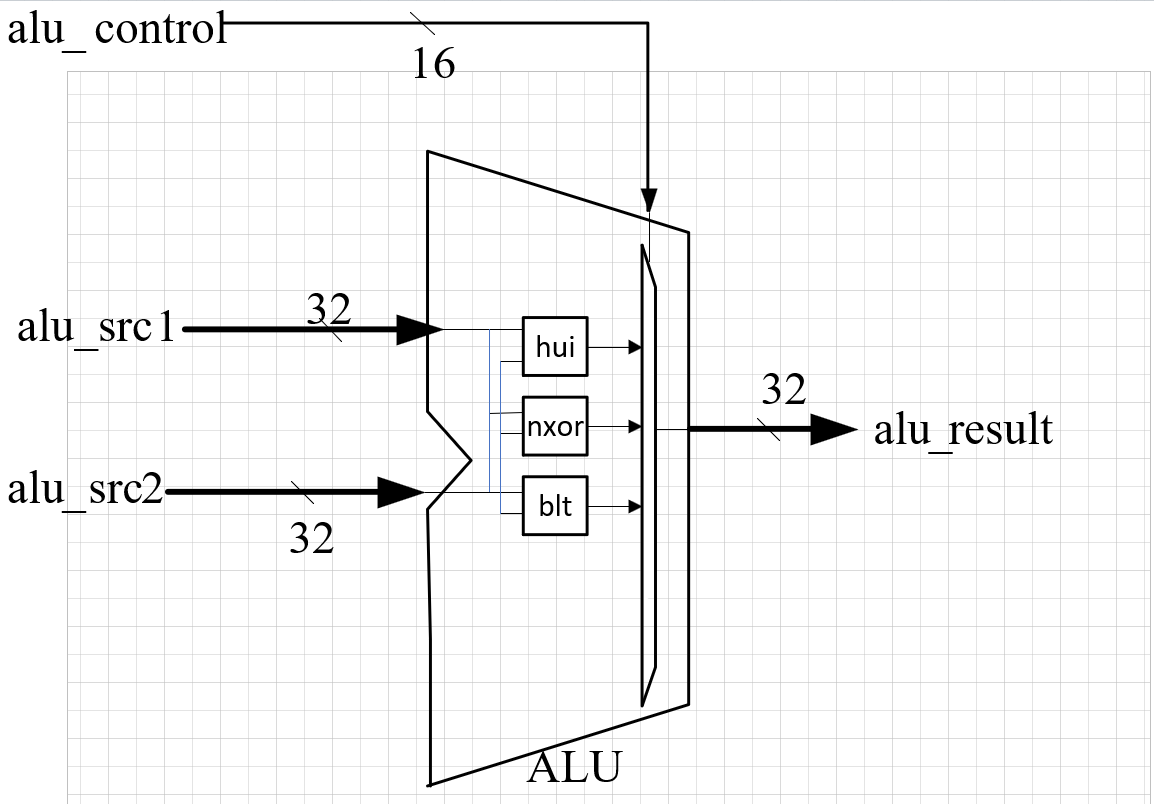 alu_ control
16
32
alu_src1
hui
32
nxor
alu_result
alu_src2
blt
32
ALU